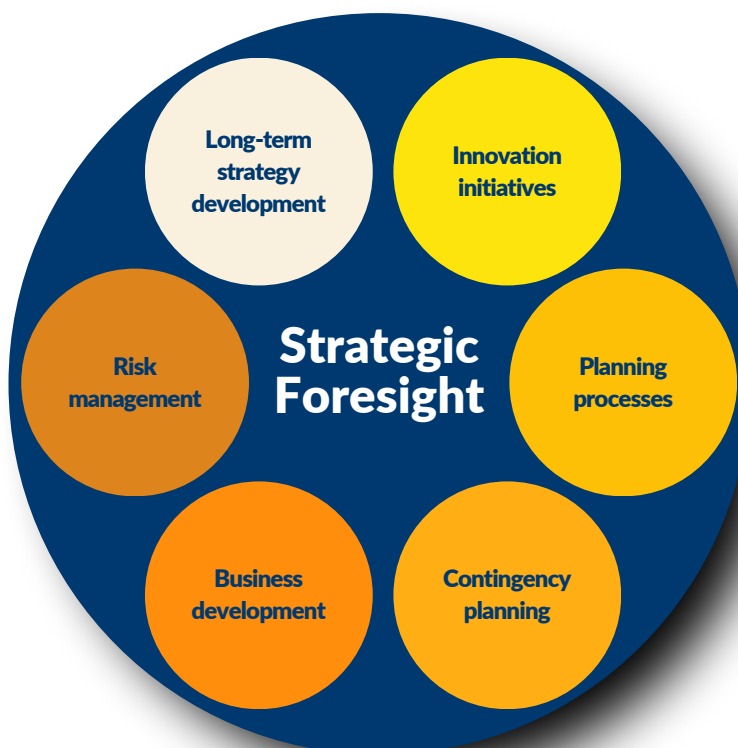 Long-term
strategy
development
Innovation
initiatives
Risk
management
Strategic
Foresight
Planning
processes
Business
development
Contingency
planning